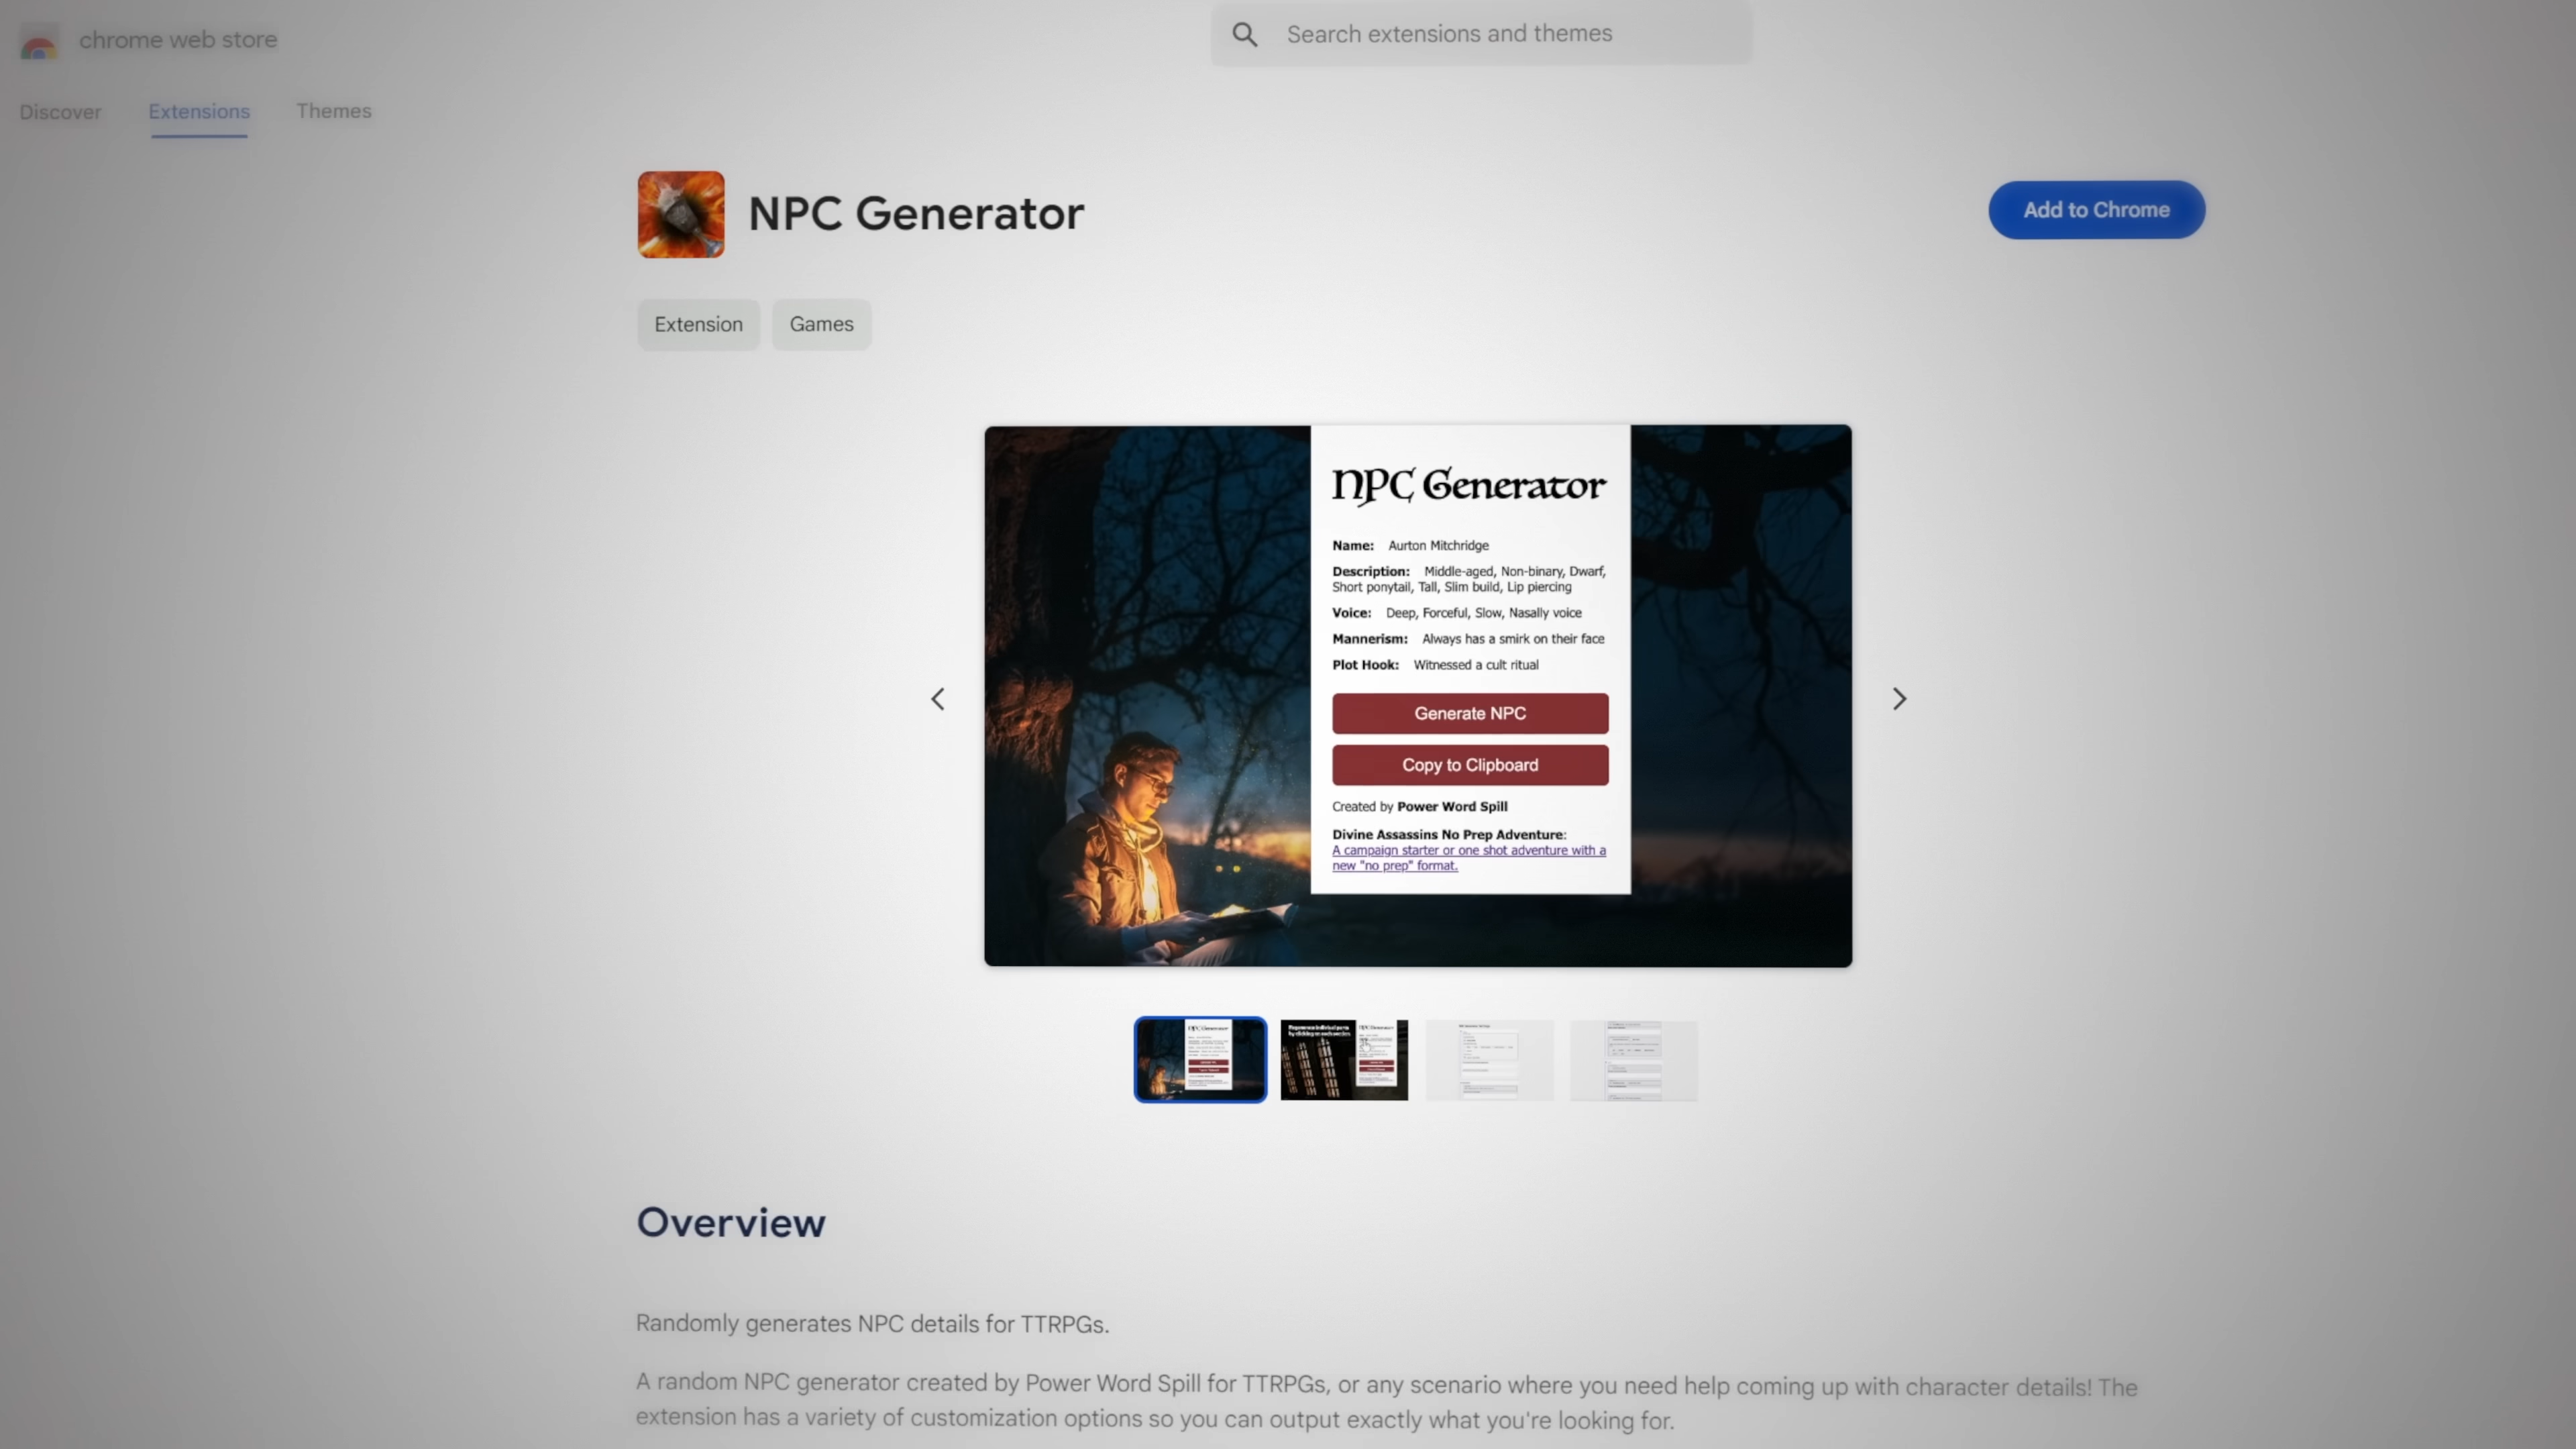 chrome web store
Search extensions and themes
Discover
Extensions
Themes
NPC Generator
Add to Chrome
Extension
Games
NPC Generator
Name: Aurton Mitchridge
Description: Middle-aged, Non-binary, Dwarf,
Short ponytail, Tall, Slim build, Lip piercing
Voice: Deep, Forceful, Slow, Nasally voice
Mannerism: Always has a smirk on their face
Plot Hook: Witnessed a cult ritual
Generate NPC
Copy to Clipboard
Created by Power Word Spill
Divine Assassins No Prep Adventure:
A campaign starter or one shot adventure with a
new "no prep" format.
NPC Generator
NPC Generator
Overview
Randomly generates NPC details for TTRPGs.
A random NPC generator created by Power Word Spill for TTRPGs, or any scenario where you need help coming up with character details! The
extension has a variety of customization options so you can output exactly what you're looking for.